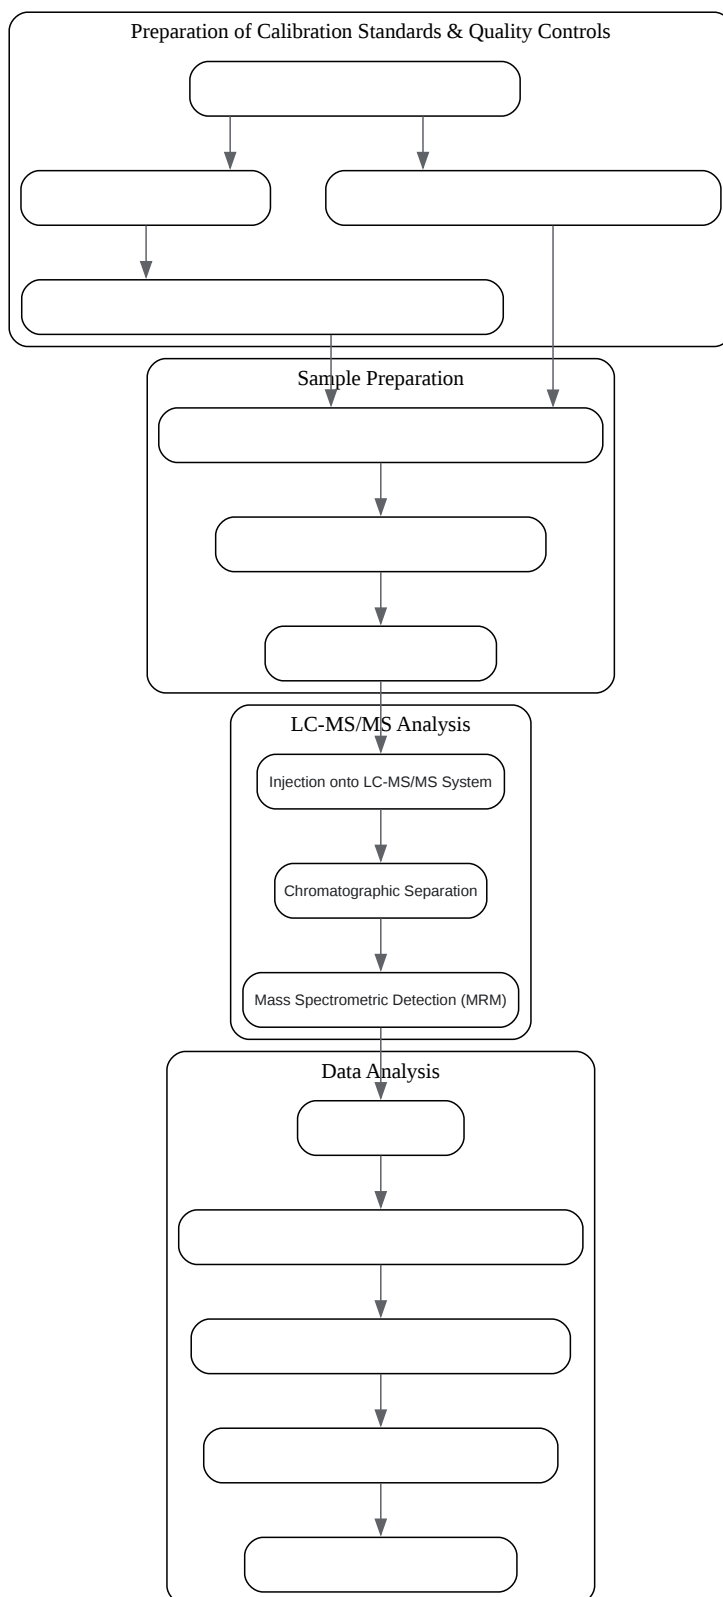 Preparation of Calibration Standards & Quality Controls
Sample Preparation
LC-MS/MS Analysis
Injection onto LC-MS/MS System
Chromatographic Separation
Mass Spectrometric Detection (MRM)
Data Analysis